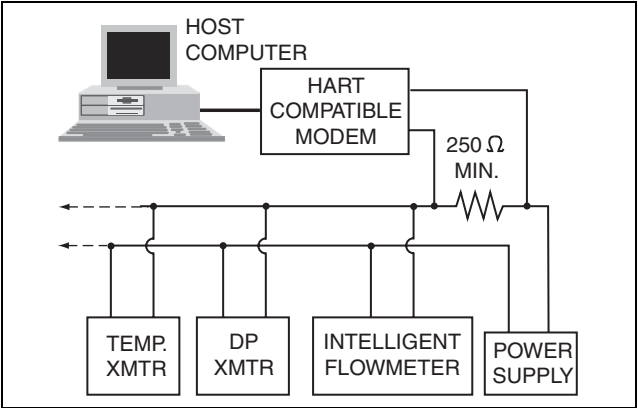 HOST
COMPUTER
HART
COMPATIBLE
MODEM
250 Ω
MIN.
TEMP.
XMTR
DP
XMTR
INTELLIGENT
FLOWMETER
POWER
SUPPLY